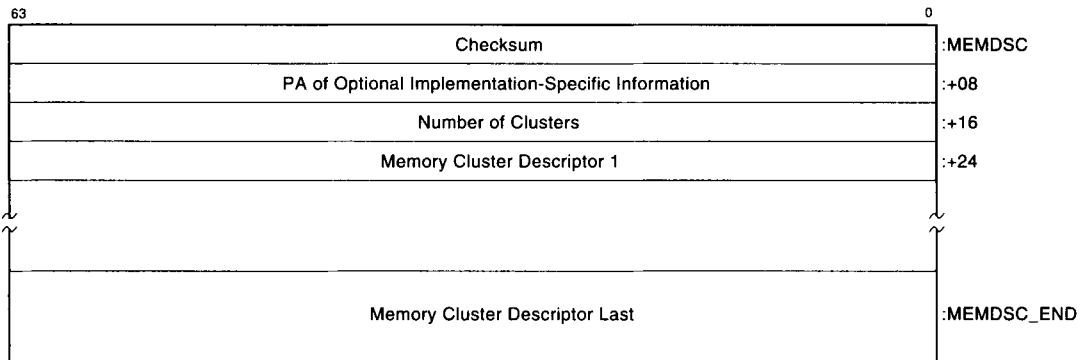 63 0
Checksum :MEMDSC
PA of Optional Implementation-Specific Information :+08
Number of Clusters :+16
Memory Cluster Descriptor 1 :+24
Memory Cluster Descriptor Last :MEMDSC_END